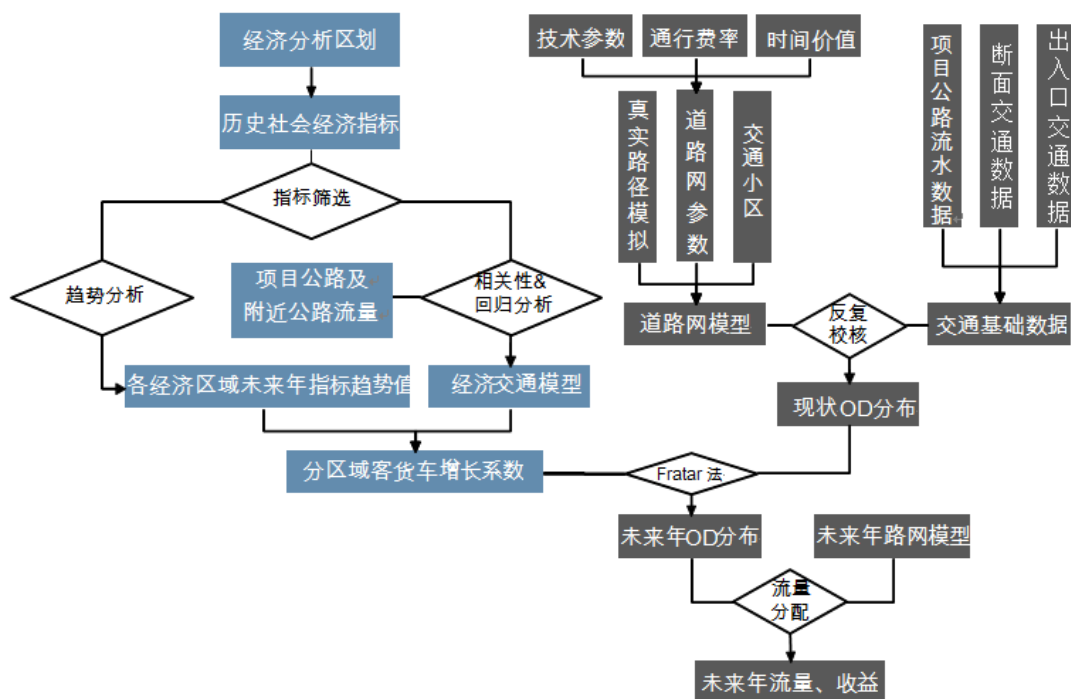 经济分析区划
历史社会经济指标
指标筛选
趋势分析
项目公路及
附近公路流量
相关性&
回归分析
各经济区域未来年指标趋势值
经济交通模型
分区域客货车增长系数
技术参数
通行费率
时间价值
真实路径模拟
道路网参数
交通小区
道路网模型
项目公路流水数据
断面交通数据
出入口交通数据
反复
校核
交通基础数据
现状OD分布
Fratar 法
未来年OD分布
未来年路网模型
流量
分配
未来年流量、收益